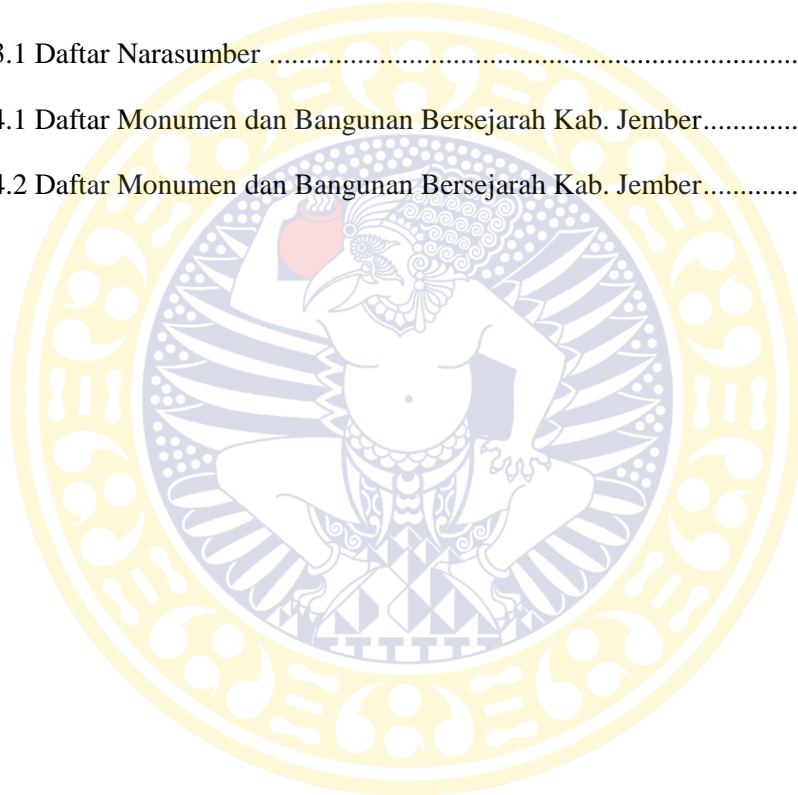 3.1 Daftar Narasumber ......................................................................
4.1 Daftar Monumen dan Bangunan Bersejarah Kab. Jember.............
4.2 Daftar Monumen dan Bangunan Bersejarah Kab. Jember.............